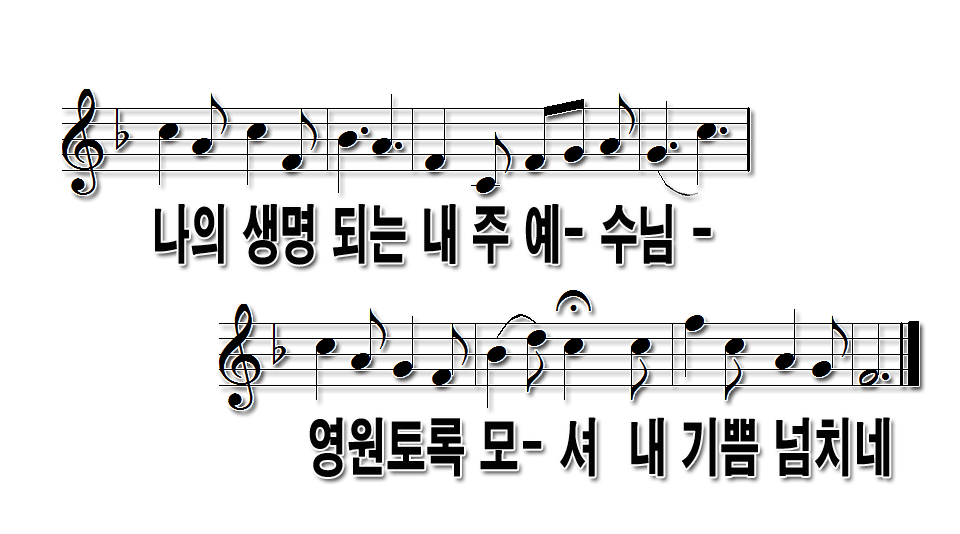 나의 생명 되는 내 주 예- 수님 -
영원토록 모- 셔 내 기쁨 넘치네